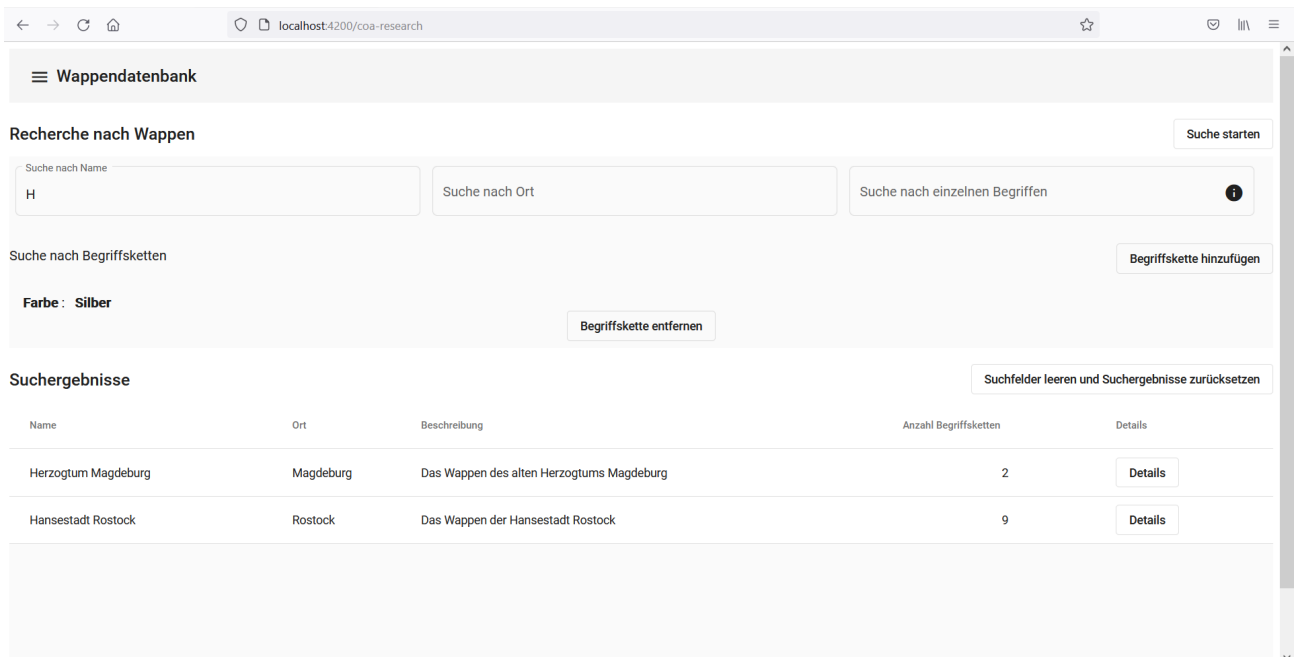 localhost:4200/coa-research
Wappendatenbank
Recherche nach Wappen
Suche starten
Suche nach Name
H
Suche nach Ort
Suche nach einzelnen Begriffen
Suche nach Begriffsketten
Begriffskette hinzufügen
Farbe : Silber
Begriffskette entfernen
Suchergebnisse
Suchfelder leeren und Suchergebnisse zurücksetzen
Name Ort Beschreibung Anzahl Begriffsketten Details
Herzogtum Magdeburg Magdeburg Das Wappen des alten Herzogtums Magdeburg 2 Details
Hansestadt Rostock Rostock Das Wappen der Hansestadt Rostock 9 Details